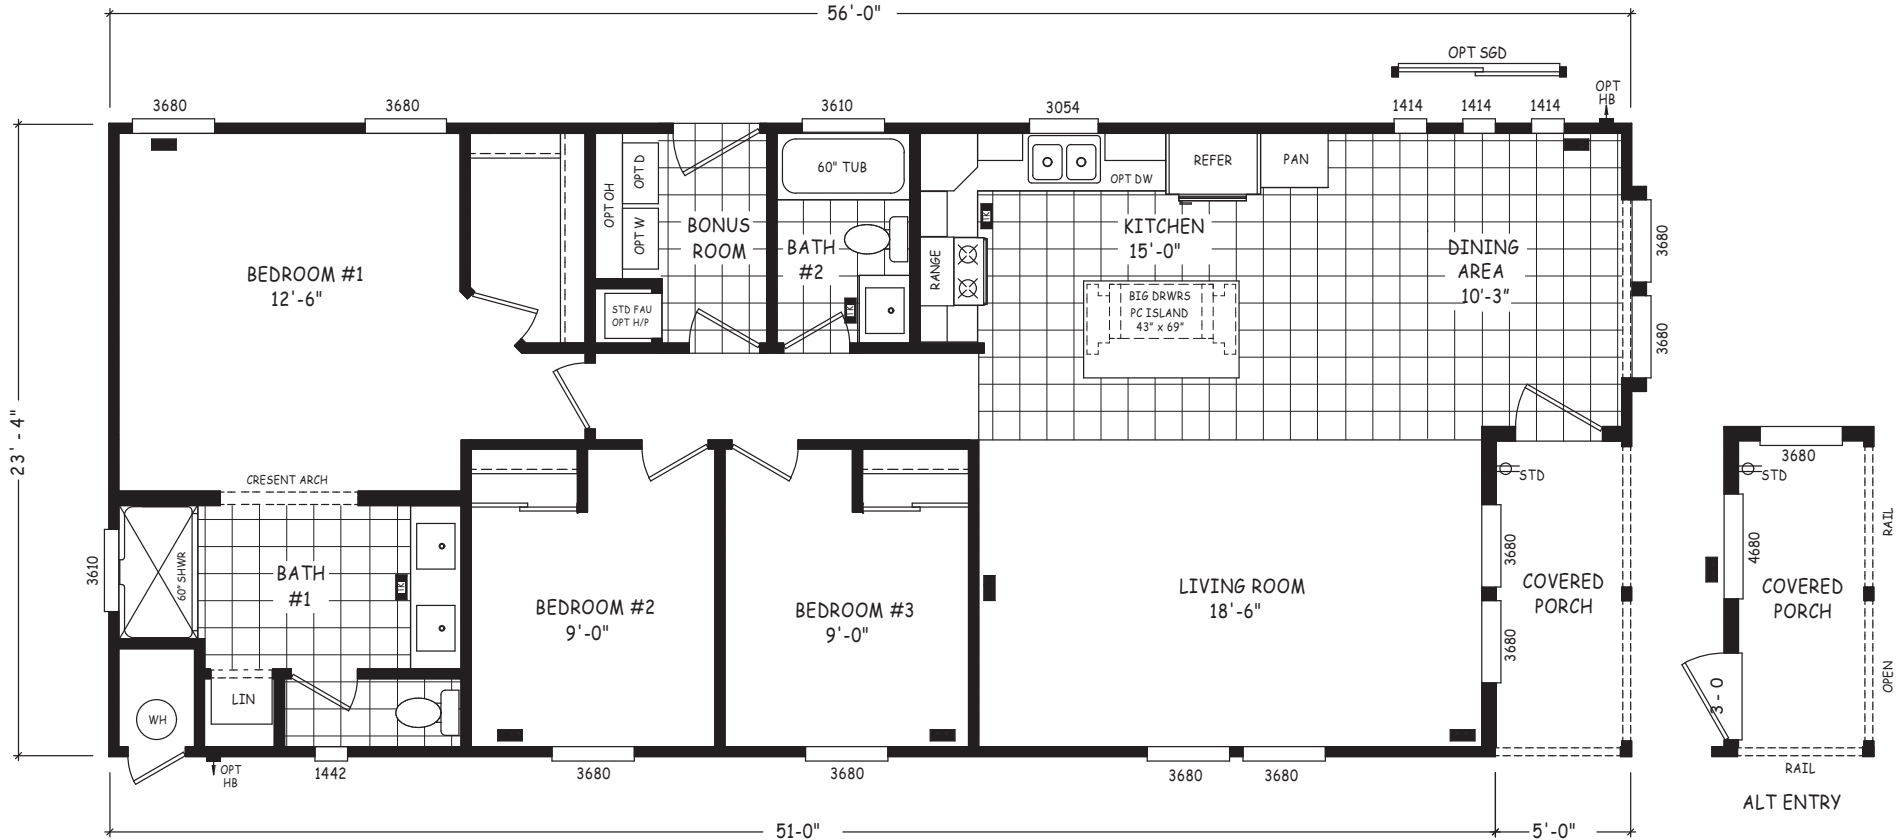 56'-0"
OPT SGD
3680
3680
3610
3054
1414
1414
1414
OPT
HB
60" TUB
REFER
PAN
OPT DW
OPT D
OPT OH
OPT W
BONUS
ROOM
BATH
#2
TK
TK
RANGE
KITCHEN
15'-0"
DINING
AREA
10'-3"
3680
3680
BEDROOM #1
12'-6"
STD FAU
OPT H/P
BIG DRWRS
PC ISLAND
43" x 69"
23' - 4"
CRESENT ARCH
3610
60" SHWR
BATH
#1
TK
BEDROOM #2
9'-0"
BEDROOM #3
9'-0"
LIVING ROOM
18'-6"
STD
3680
3680
COVERED
PORCH
3680
STD
4680
COVERED
PORCH
RAIL
OPEN
3 - 0
RAIL
ALT ENTRY
LIN
WH
OPT
HB
1442
3680
3680
3680
3680
51-0"
5'-0"